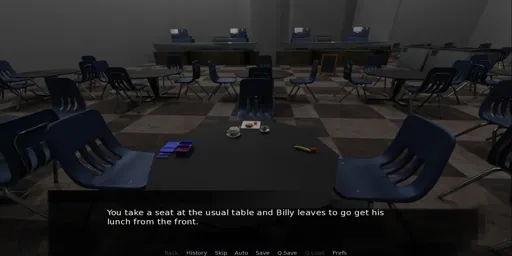 You take a seat at the usual table and Billy leaves to go get his
lunch from the front.
Back History Skip Auto Save Q.Save Q.Load Prefs